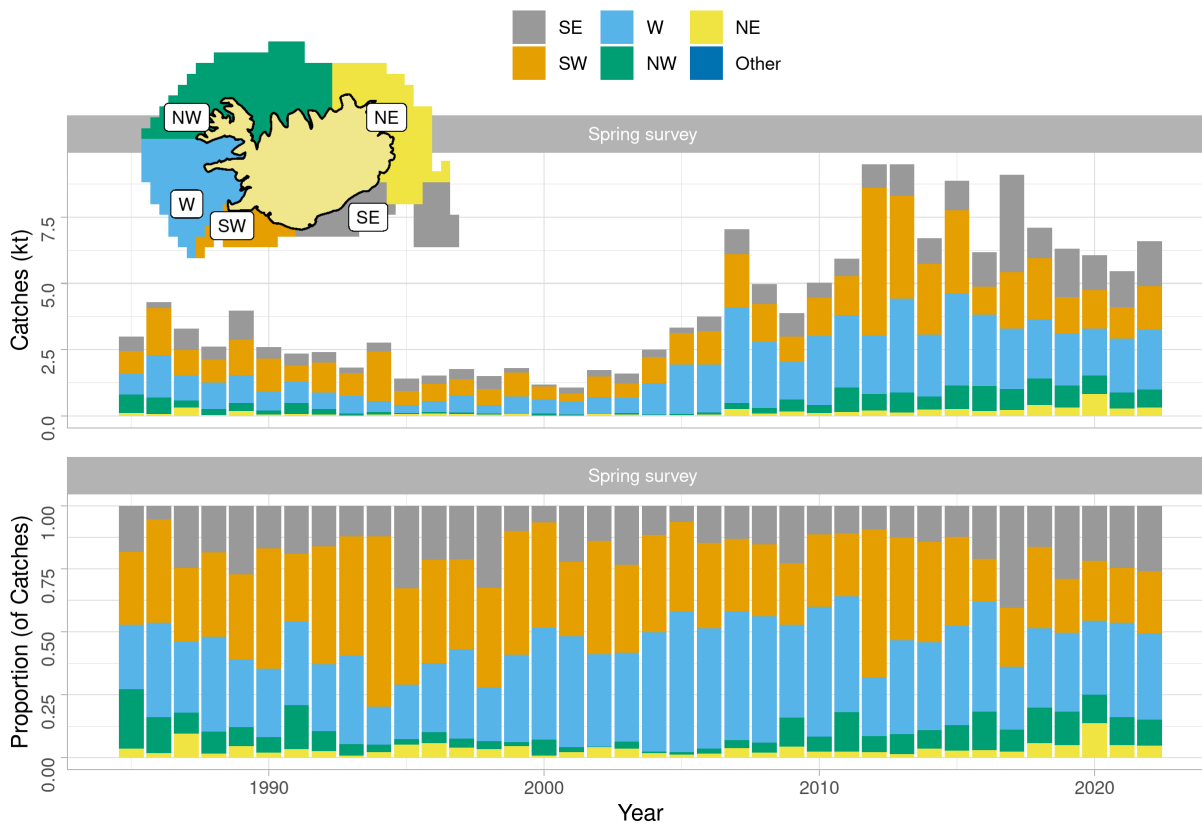 SE W NE
SW NW Other
NW NE
W SW SE
Spring survey
Catches (kt)
7.5
5.0
2.5
0.0
Spring survey
Proportion (of Catches)
1.00
0.75
0.50
0.25
0.00
1990 2000 2010 2020
Year